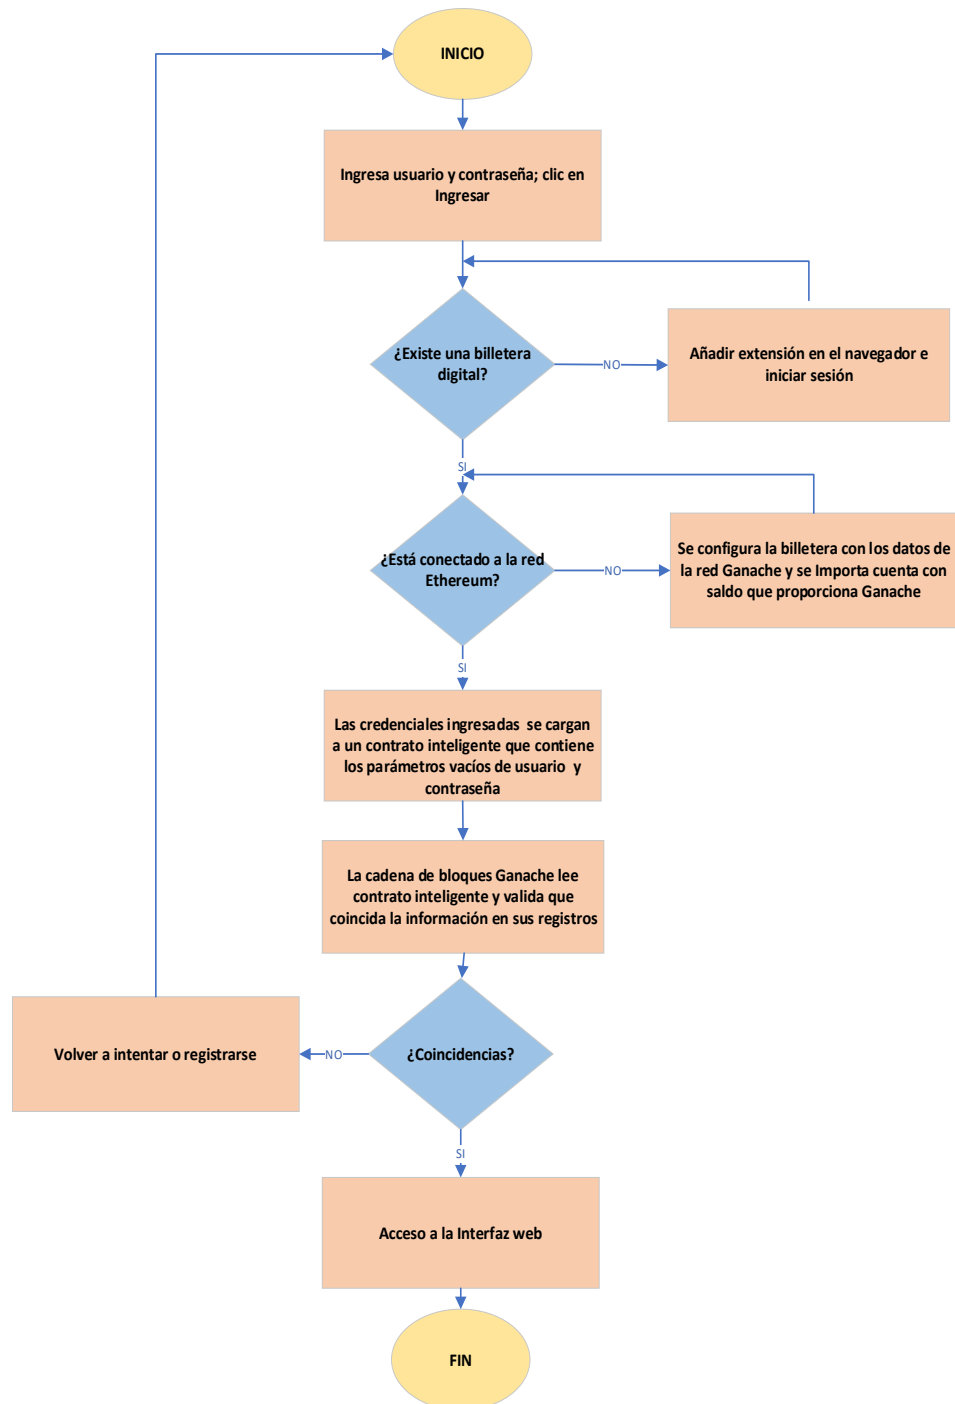 INICIO
Ingresa usuario y contraseña; clic en
Ingresar
¿Existe una billetera
digital?
NO
Añadir extensión en el navegador e
iniciar sesión
SI
¿Está conectado a la red
Ethereum?
NO
Se configura la billetera con los datos de
la red Ganache y se Importa cuenta con
saldo que proporciona Ganache
SI
Las credenciales ingresadas se cargan
a un contrato inteligente que contiene
los parámetros vacíos de usuario y
contraseña
La cadena de bloques Ganache lee
contrato inteligente y valida que
coincida la información en sus registros
¿Coincidencias?
NO
Volver a intentar o registrarse
SI
Acceso a la Interfaz web
FIN